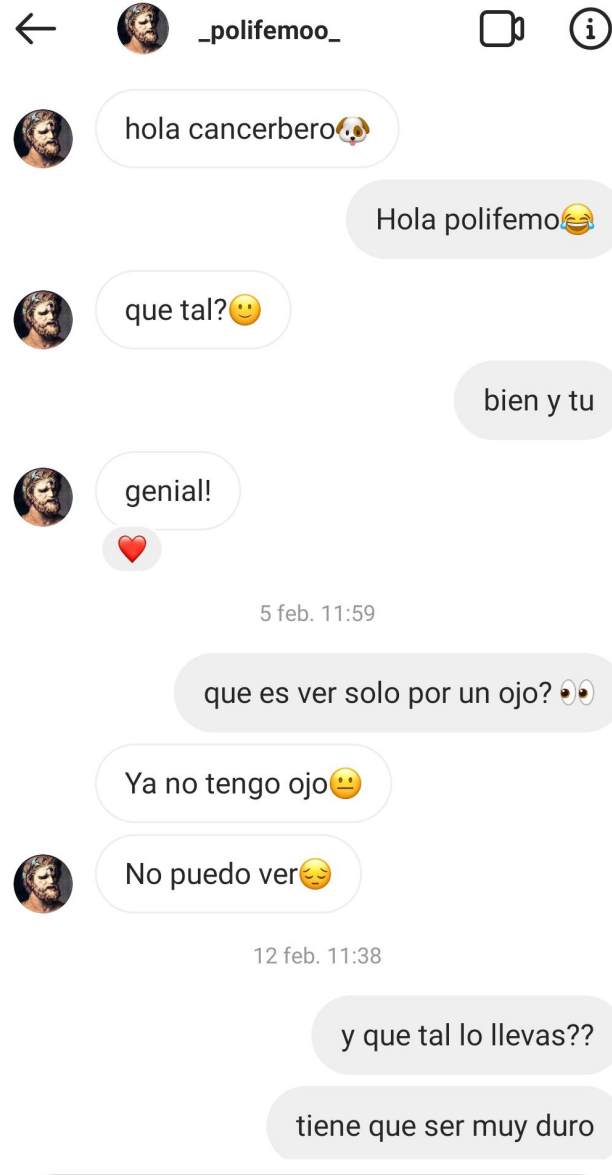 _polifemoo_
hola cancerbero🐶
Hola polifemo😂
que tal?🙂
bien y tu
genial!
5 feb. 11:59
que es ver solo por un ojo? 👀
Ya no tengo ojo😐
No puedo ver😔
12 feb. 11:38
y que tal lo llevas??
tiene que ser muy duro